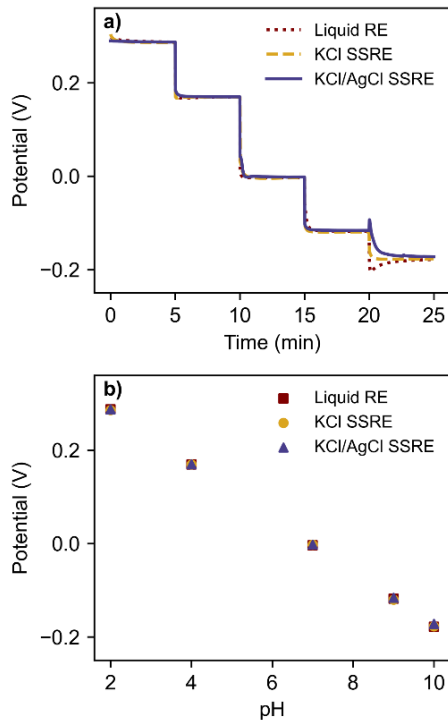 a)
Liquid RE
KCl SSRE
KCl/AgCl SSRE
Potential (V)
0.2
0.0
−0.2
0 5 10 15 20 25
Time (min)
b)
Liquid RE
KCl SSRE
KCl/AgCl SSRE
Potential (V)
0.2
0.0
−0.2
2 4 6 8 10
pH